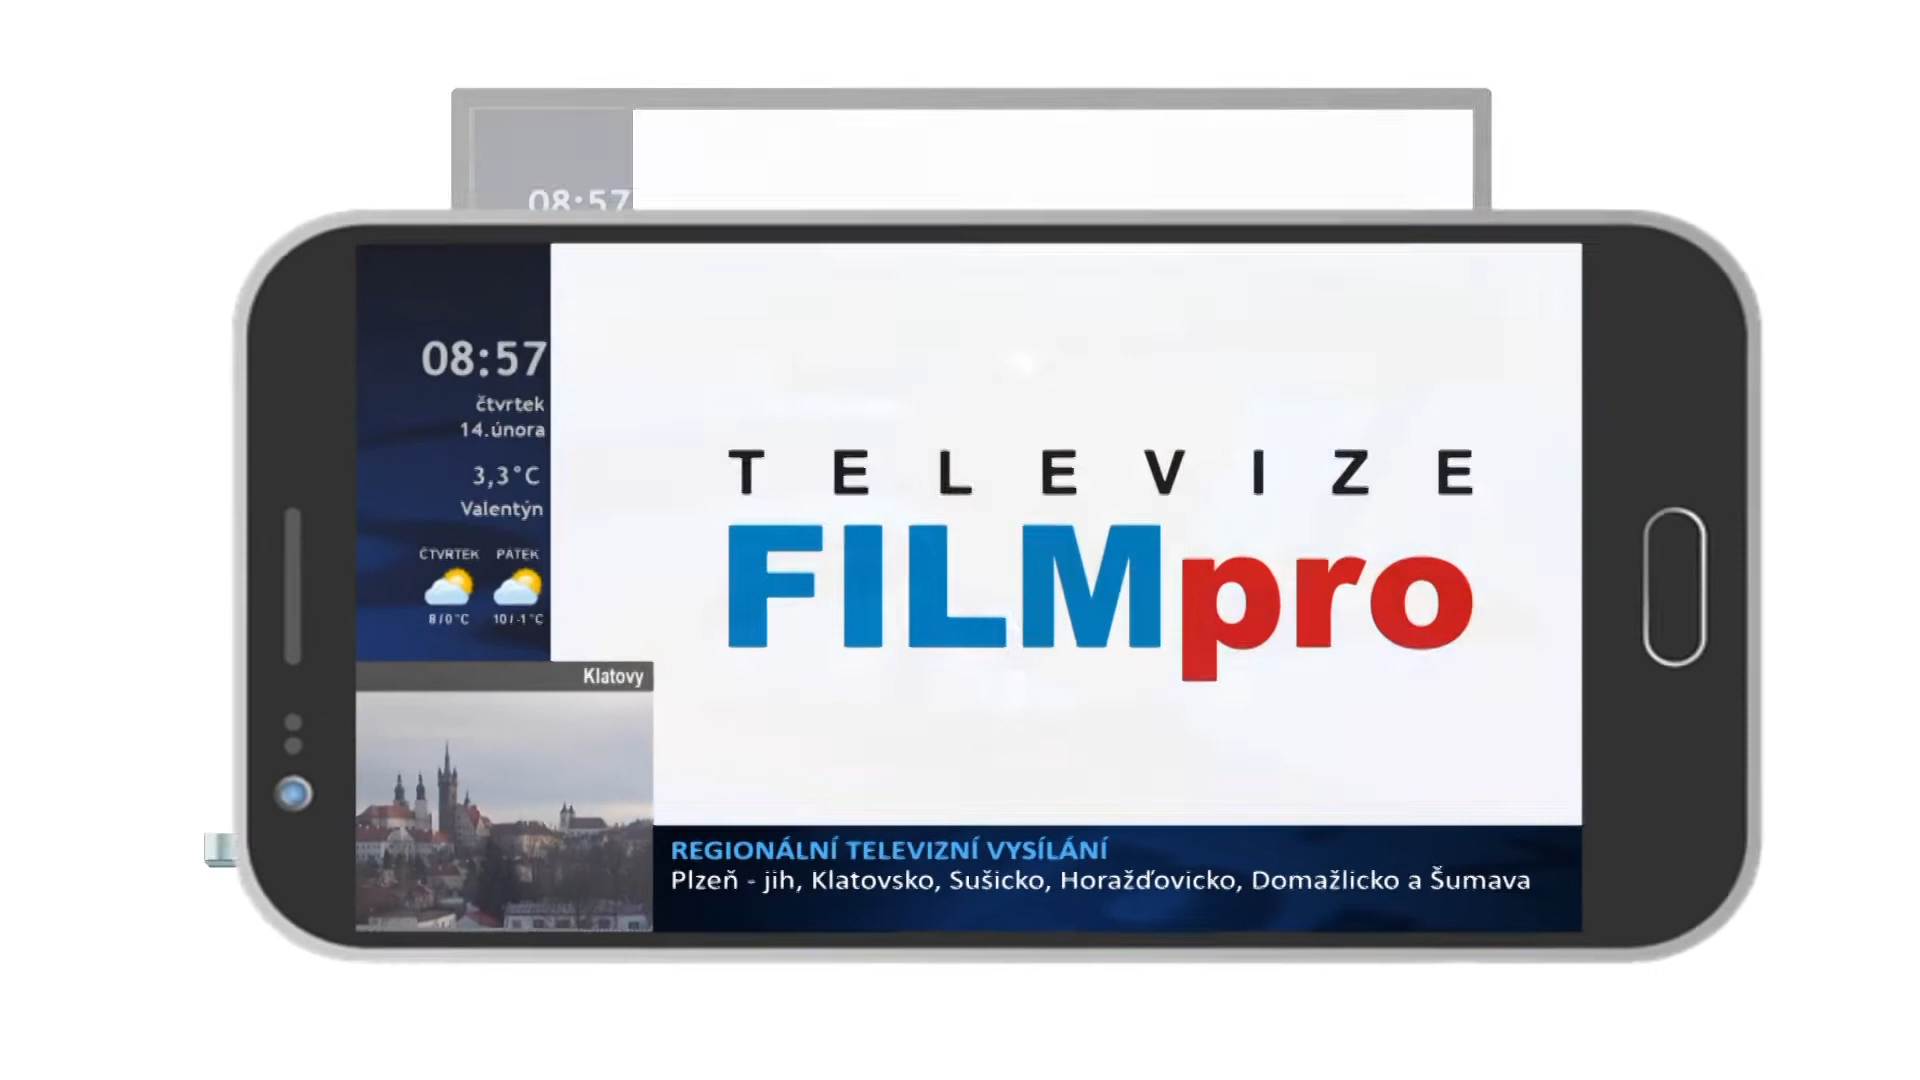 08:57
08:57
čtvrtek
14.února
3,3°C
Valentýn
ČTVRTEK PÁTEK
8/0°C 10/-1°C
TELEVIZE
FILMpro
Klatovy
REGIONÁLNÍ TELEVIZNÍ VYSÍLÁNÍ
Plzeň - jih, Klatovsko, Sušicko, Horažďovicko, Domažlicko a Šumava